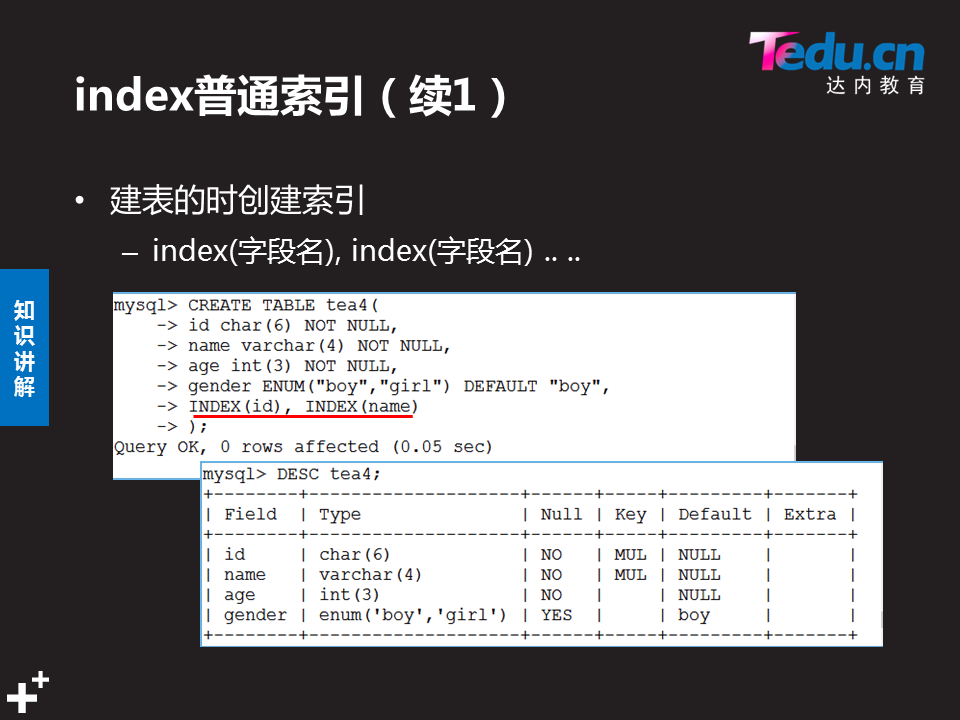 Tedu.cn
达内教育
index普通索引（续1）
• 建表的时创建索引
– index(字段名), index(字段名) .. ..
知识讲解
mysql> CREATE TABLE tea4(
    -> id char(6) NOT NULL,
    -> name varchar(4) NOT NULL,
    -> age int(3) NOT NULL,
    -> gender ENUM("boy","girl") DEFAULT "boy",
    -> INDEX(id), INDEX(name)
    -> );
Query OK, 0 rows affected (0.05 sec)
mysql> DESC tea4;
+--------+--------------------+------+-----+---------+-------+
| Field  | Type               | Null | Key | Default | Extra |
+--------+--------------------+------+-----+---------+-------+
| id     | char(6)            | NO   | MUL | NULL    |       |
| name   | varchar(4)         | NO   | MUL | NULL    |       |
| age    | int(3)             | NO   |     | NULL    |       |
| gender | enum('boy','girl') | YES  |     | boy     |       |
+--------+--------------------+------+-----+---------+-------+